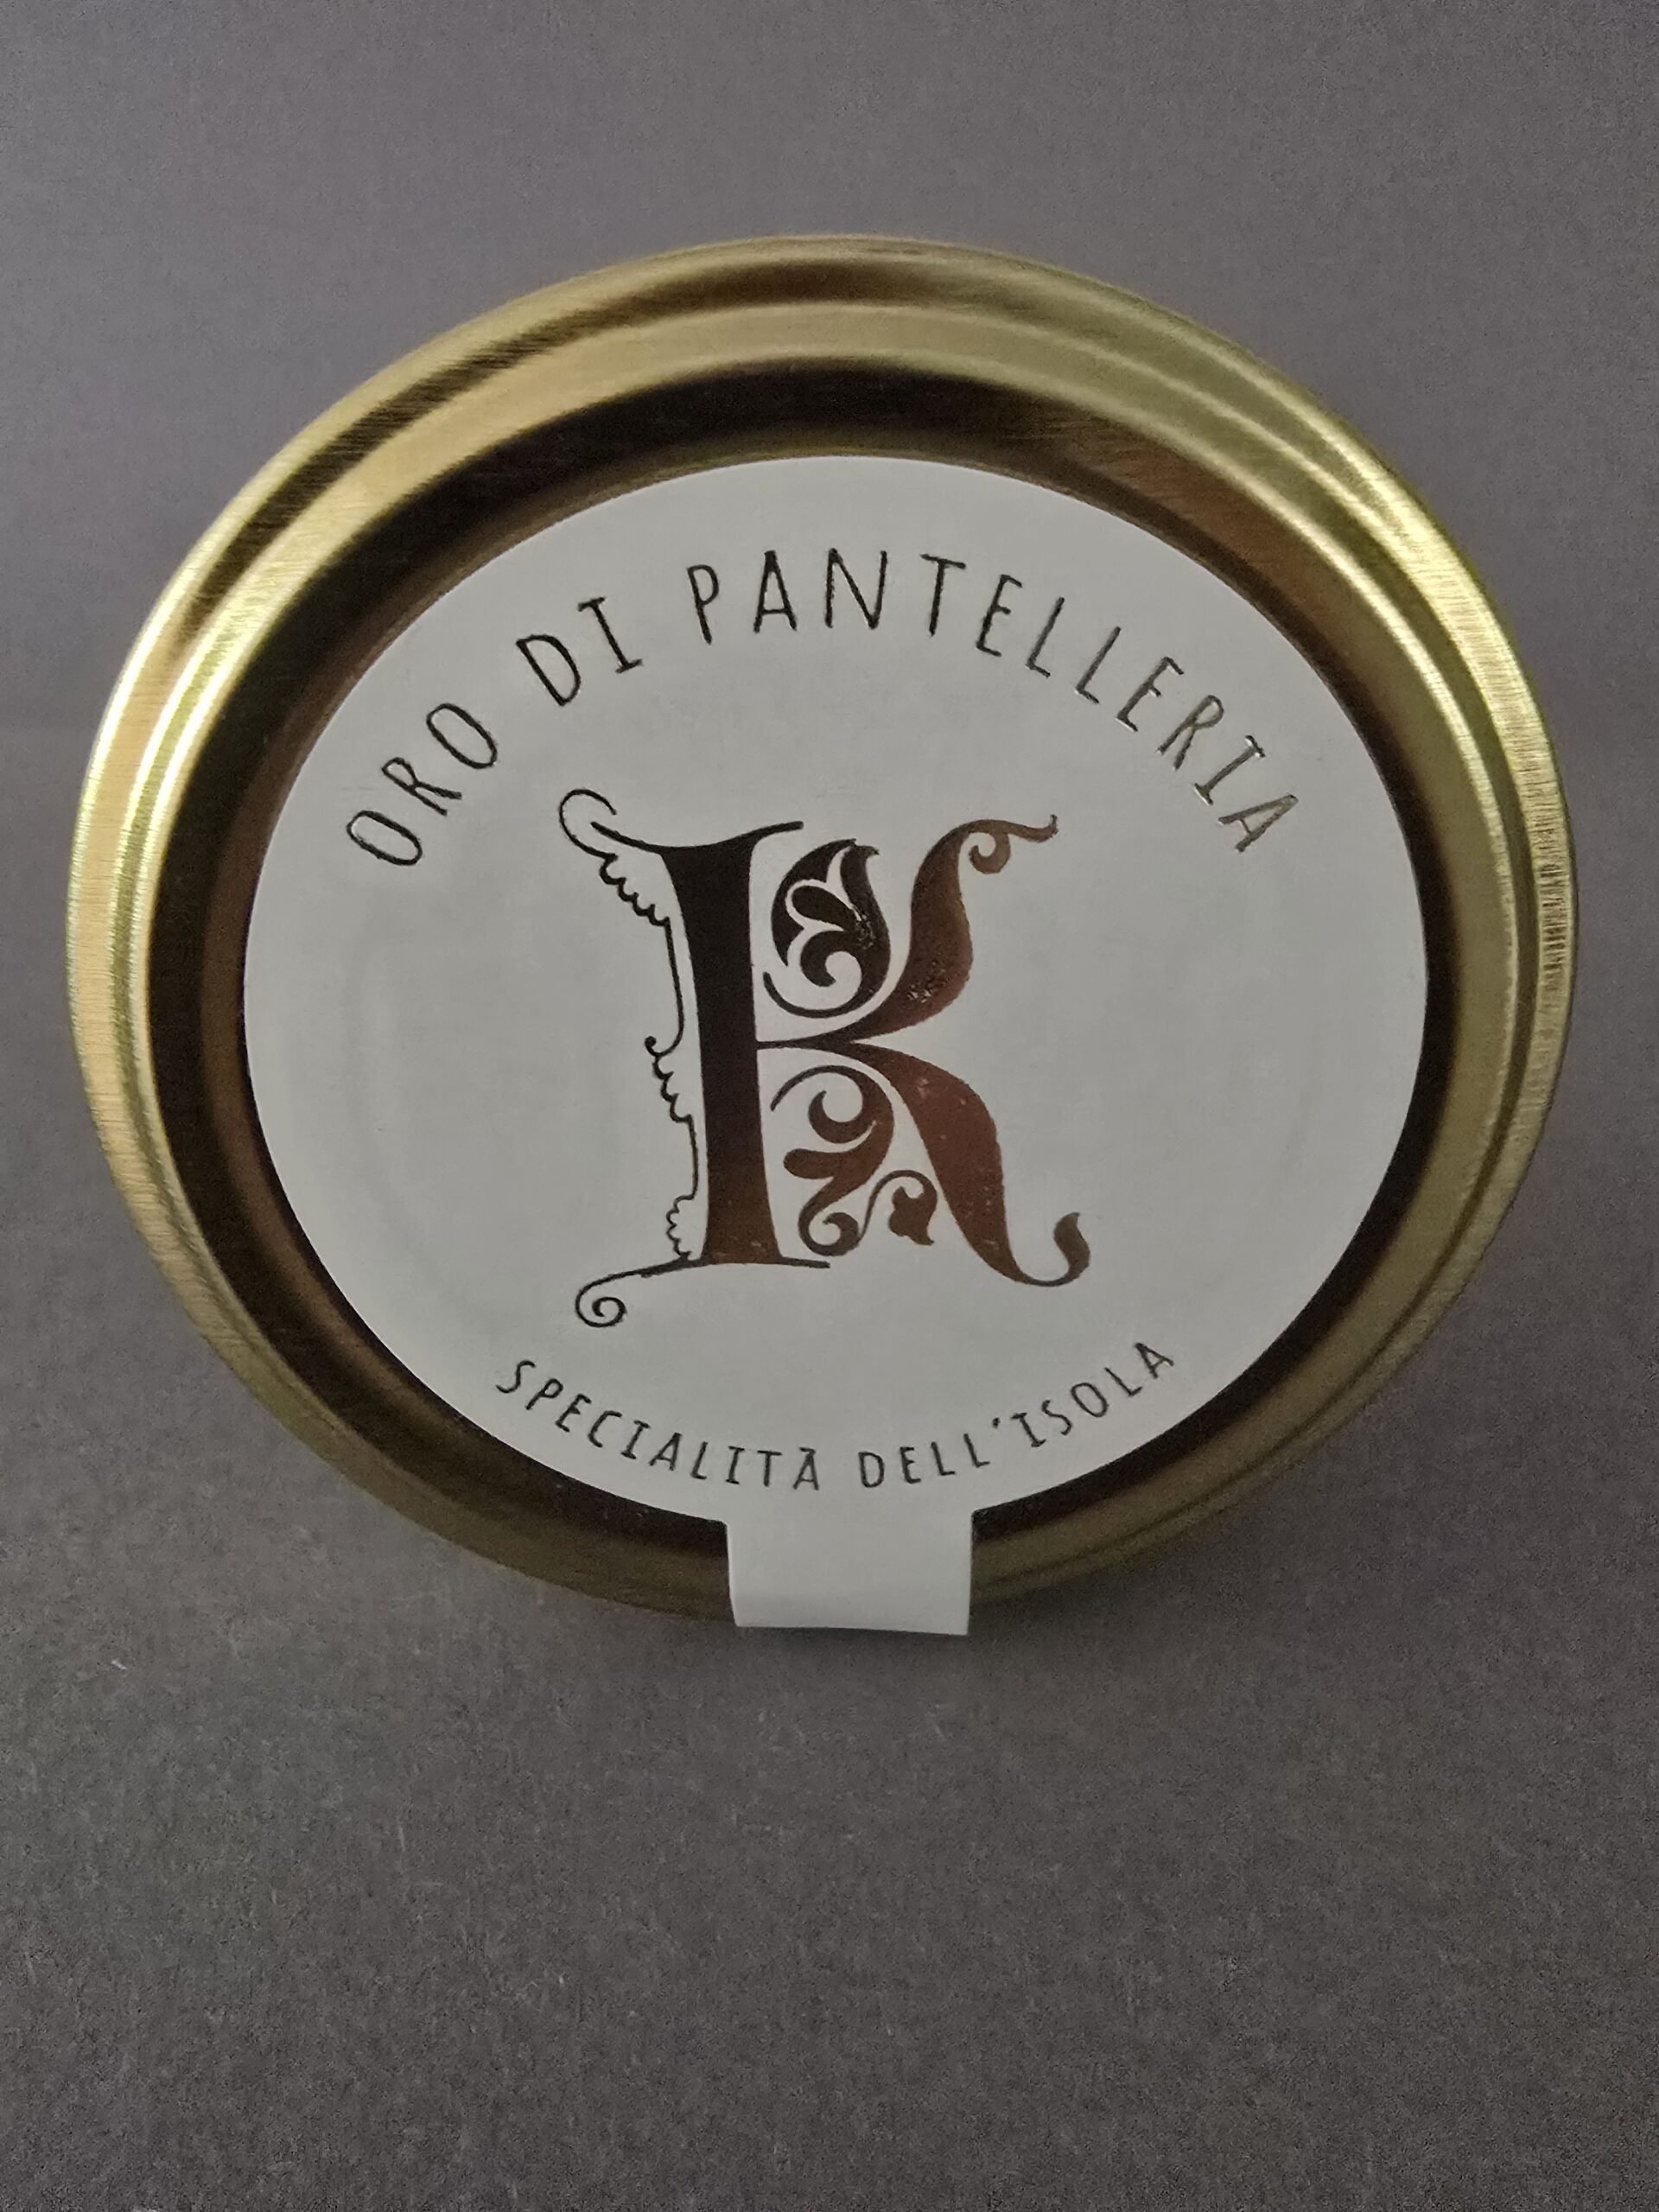 ORO DI PANTELLERIA
K
SPECIALITÀ DELL'ISOLA